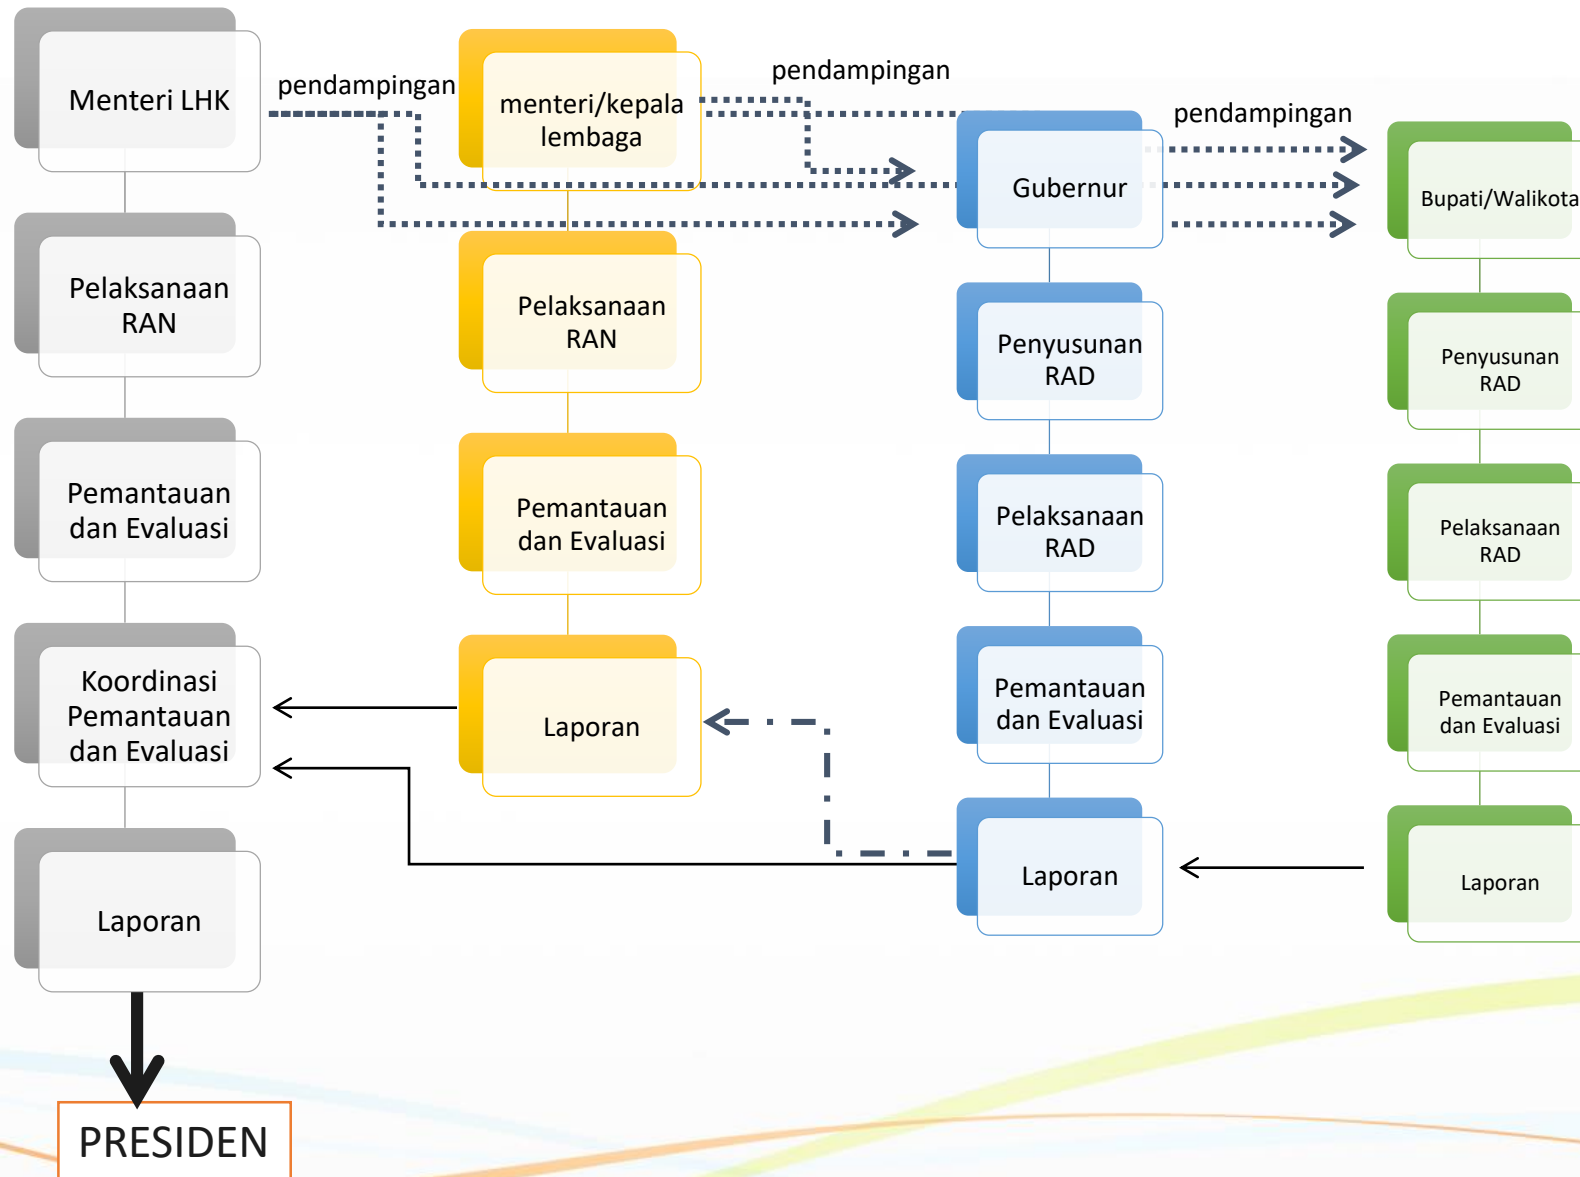 Menteri LHK
Pelaksanaan
RAN
Pemantauan
dan Evaluasi
Koordinasi
Pemantauan
dan Evaluasi
Laporan
PRESIDEN
pendampingan
menteri/kepala
lembaga
Pelaksanaan
RAN
Pemantauan
dan Evaluasi
Laporan
pendampingan
Gubernur
Penyusunan
RAD
Pelaksanaan
RAD
Pemantauan
dan Evaluasi
Laporan
pendampingan
Bupati/Walikota
Penyusunan
RAD
Pelaksanaan
RAD
Pemantauan
dan Evaluasi
Laporan